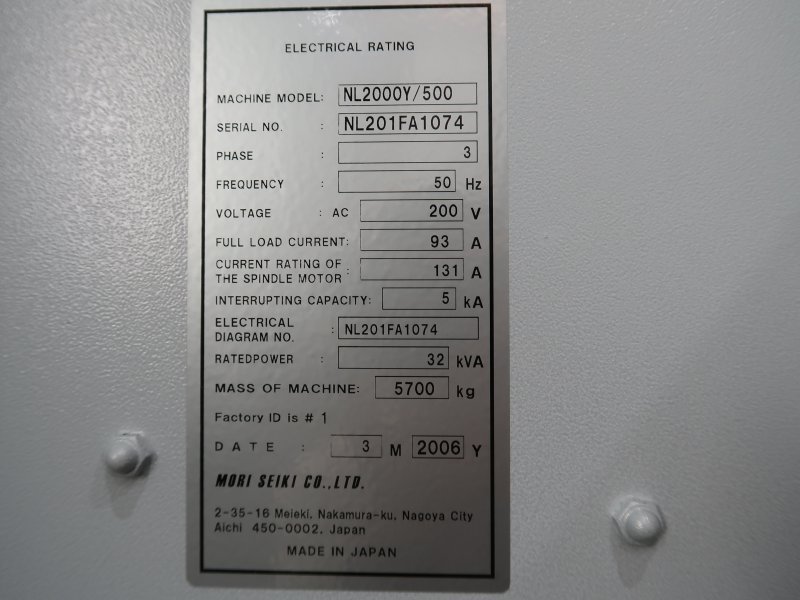 ELECTRICAL RATING
MACHINE MODEL: NL2000Y/500
SERIAL NO. : NL201FA1074
PHASE : 3
FREQUENCY : 50 Hz
VOLTAGE : AC 200 V
FULL LOAD CURRENT: 93 A
CURRENT RATING OF
THE SPINDLE MOTOR : 131 A
INTERRUPTING CAPACITY: 5 kA
ELECTRICAL
DIAGRAM NO. : NL201FA1074
RATEDPOWER : 32 kVA
MASS OF MACHINE: 5700 kg
Factory ID is # 1
DATE : 3 M 2006 Y
MORI SEIKI CO.,LTD.
2-35-16 Meieki, Nakamura-ku, Nagoya City
Aichi 450-0002, Japan
MADE IN JAPAN